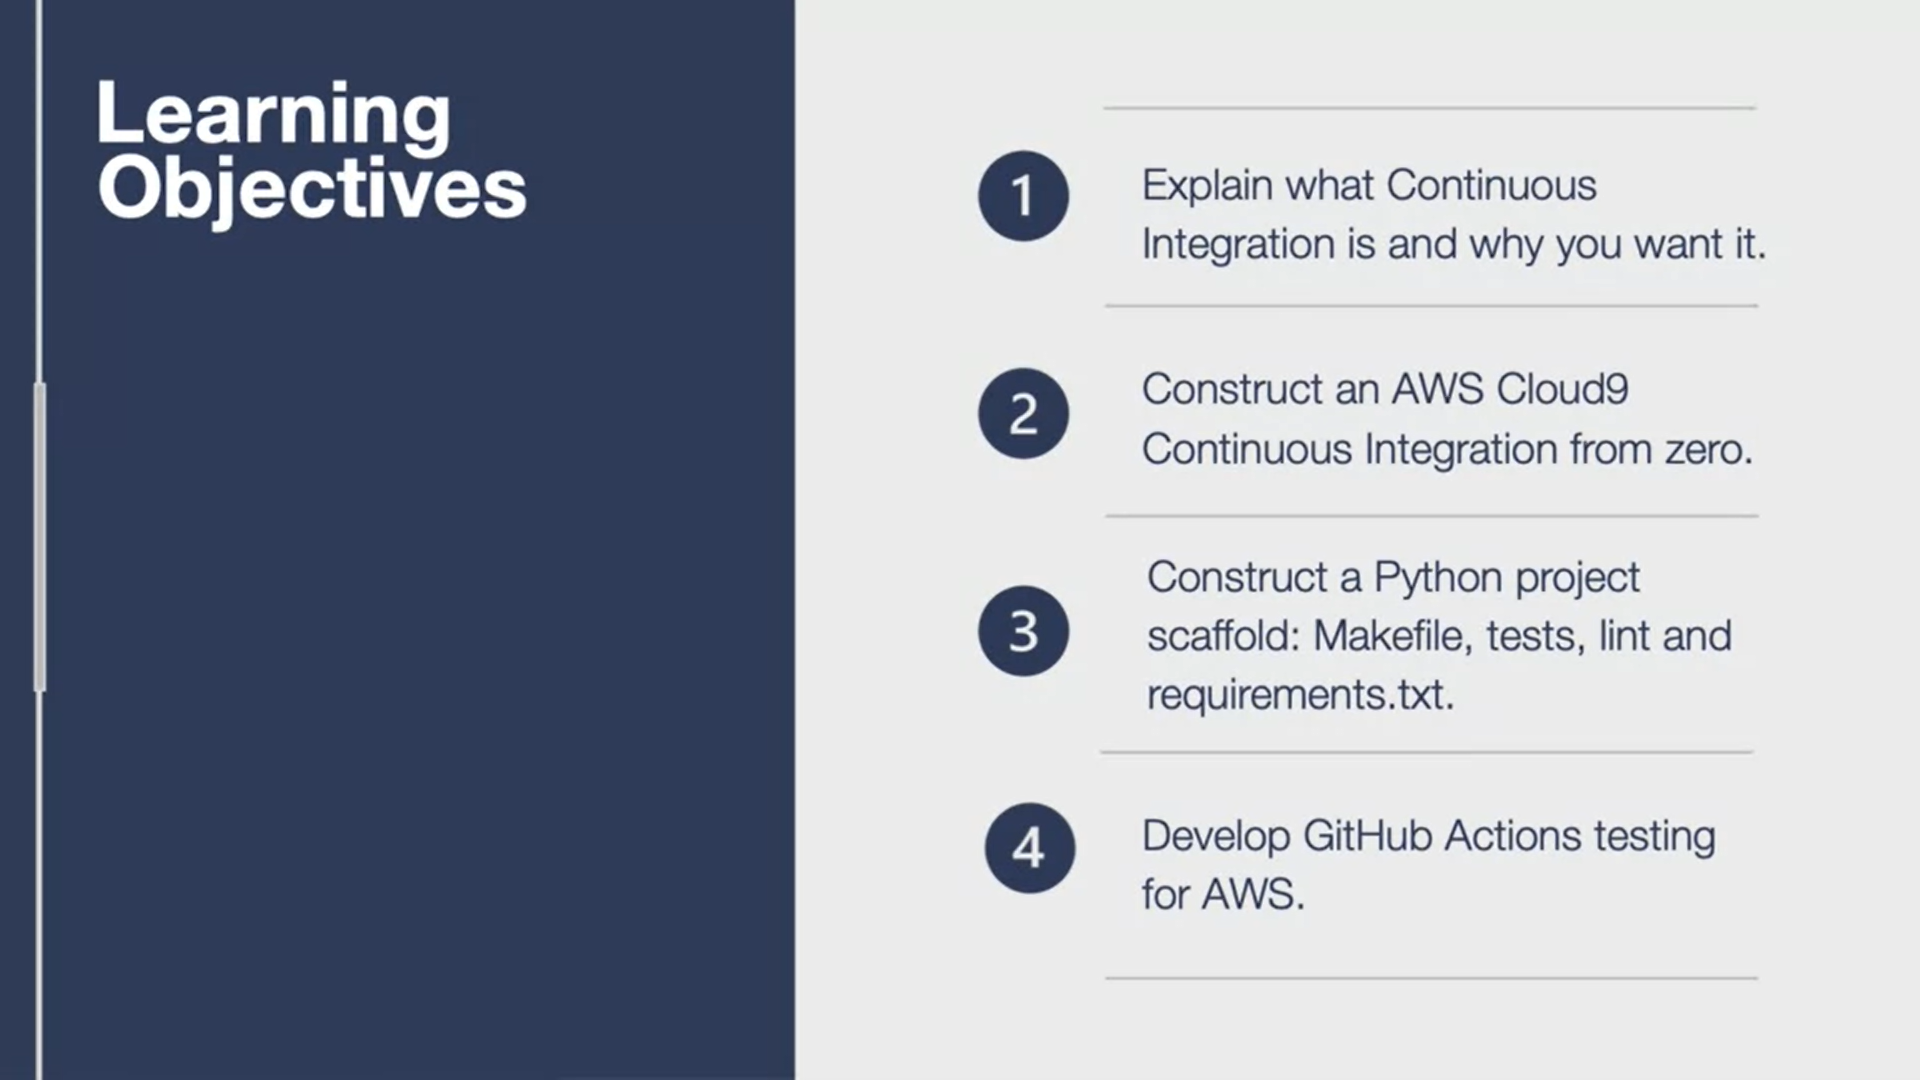 Learning
Objectives
1
Explain what Continuous
Integration is and why you want it.
2
Construct an AWS Cloud9
Continuous Integration from zero.
3
Construct a Python project
scaffold: Makefile, tests, lint and
requirements.txt.
4
Develop GitHub Actions testing
for AWS.